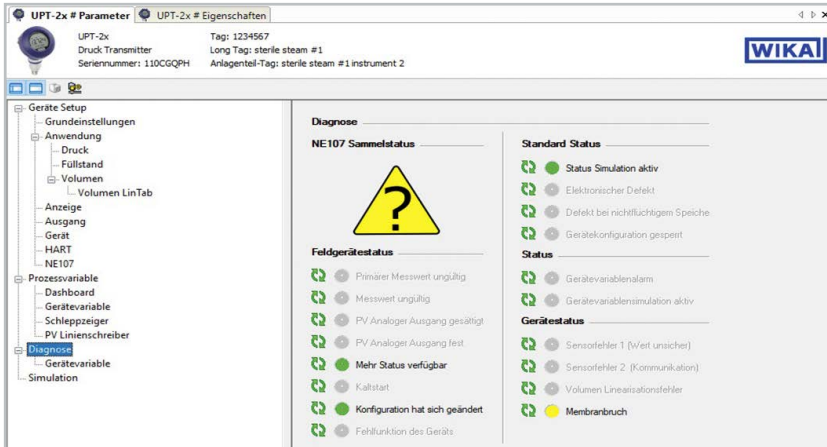 UPT-2x # Parameter
UPT-2x # Eigenschaften
UPT-2x
Druck Transmitter
Seriennummer: 110CGQPH
Tag: 1234567
Long Tag: sterile steam #1
Anlagenteil-Tag: sterile steam #1 instrument 2
WIKA
Geräte Setup
Grundeinstellungen
Anwendung
Druck
Füllstand
Volumen
Volumen LinTab
Anzeige
Ausgang
Gerät
HART
NE107
Prozessvariable
Dashboard
Gerätevariable
Schleppzeiger
PV Linienschreiber
Diagnose
Gerätevariable
Simulation
Diagnose
NE107 Sammelstatus
?
Feldgerätestatus
Primärer Messwert ungültig
Messwert ungültig
PV Analoger Ausgang gesättigt
PV Analoger Ausgang fest
Mehr Status verfügbar
Kaltstart
Konfiguration hat sich geändert
Fehlfunktion des Geräts
Standard Status
Status Simulation aktiv
Elektronischer Defekt
Defekt bei nichtflüchtigem Speiche
Gerätekonfiguration gesperrt
Status
Gerätevariablenalarm
Gerätevariablensimulation aktiv
Gerätestatus
Sensorfehler 1 (Wert unsicher)
Sensorfehler 2 (Kommunikation)
Volumen Linearisationsfehler
Membranbruch